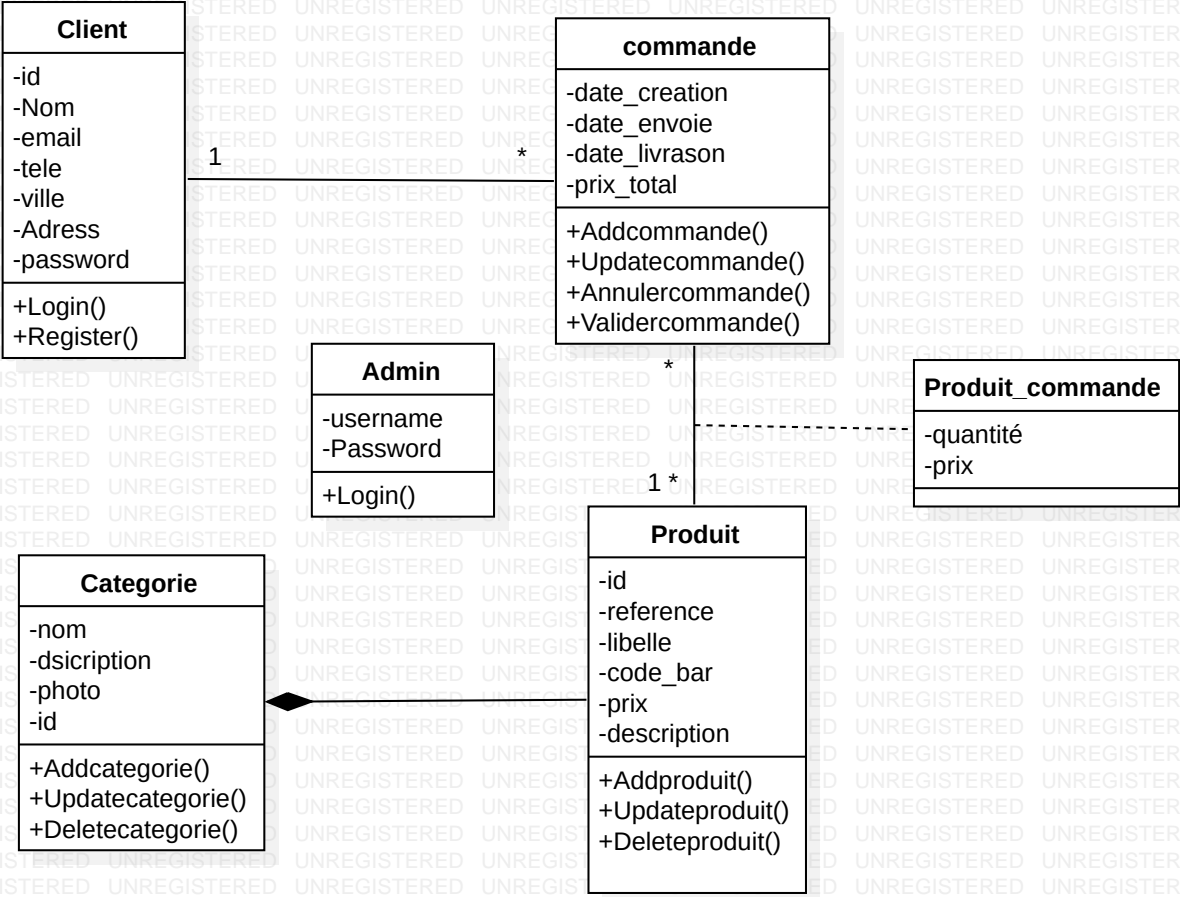 Client
-id
-Nom
-email
-tele
-ville
-Adress
-password
+Login()
+Register()
1
*
commande
-date_creation
-date_envoie
-date_livrason
-prix_total
+Addcommande()
+Updatecommande()
+Annulercommande()
+Validercommande()
*
1 *
Admin
-username
-Password
+Login()
Produit_commande
-quantité
-prix
Categorie
-nom
-dsicription
-photo
-id
+Addcategorie()
+Updatecategorie()
+Deletecategorie()
Produit
-id
-reference
-libelle
-code_bar
-prix
-description
+Addproduit()
+Updateproduit()
+Deleteproduit()
UNREGISTERED